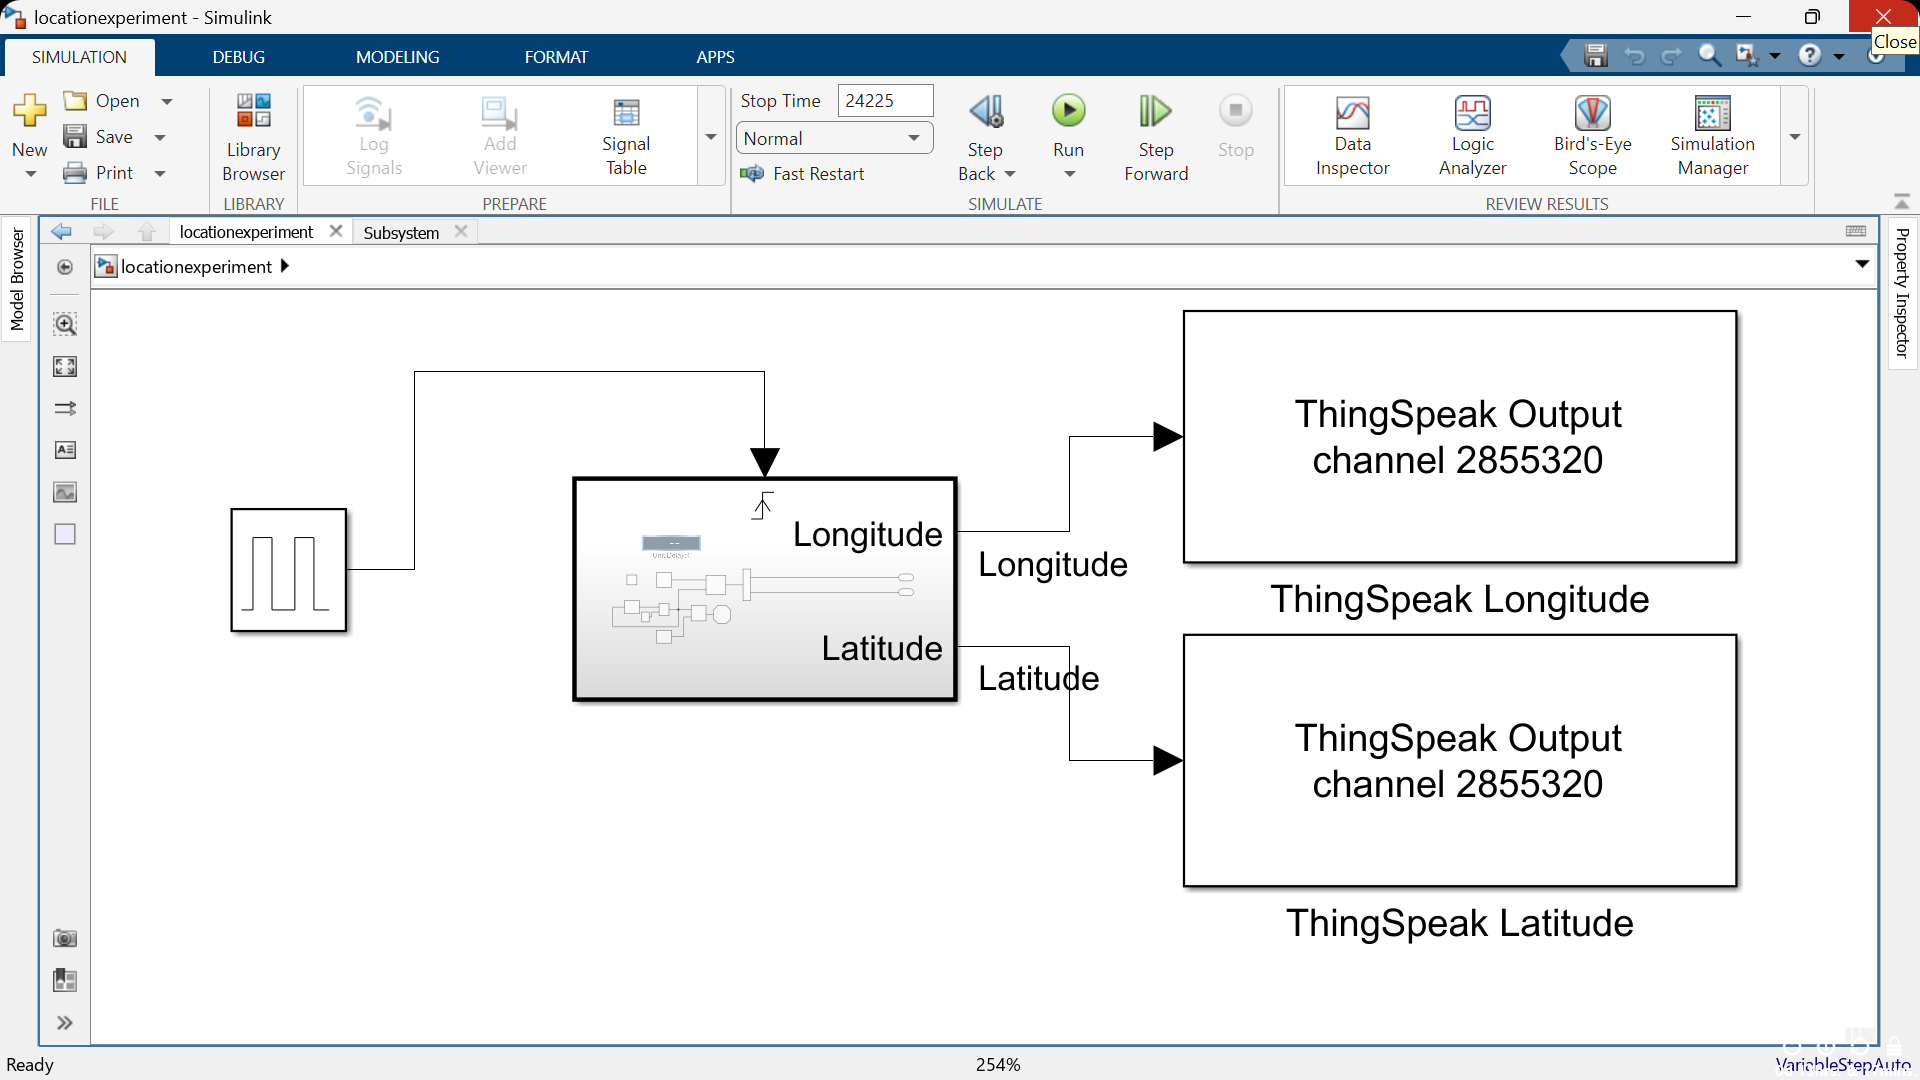 locationexperiment - Simulink
Close
SIMULATION
DEBUG
MODELING
FORMAT
APPS
New
Open
Save
Print
FILE
Library
Browser
LIBRARY
Log
Signals
Add
Viewer
Signal
Table
PREPARE
Stop Time 24225
Normal
Fast Restart
Step
Back
Run
Step
Forward
Stop
SIMULATE
Data
Inspector
Logic
Analyzer
Bird's-Eye
Scope
Simulation
Manager
REVIEW RESULTS
Model Browser
locationexperiment
Subsystem
Property Inspector
locationexperiment
ThingSpeak Output
channel 2855320
ThingSpeak Longitude
Longitude
Longitude
Unit Delay:1
Latitude
Latitude
ThingSpeak Output
channel 2855320
ThingSpeak Latitude
Ready
254%
VariableStepAuto